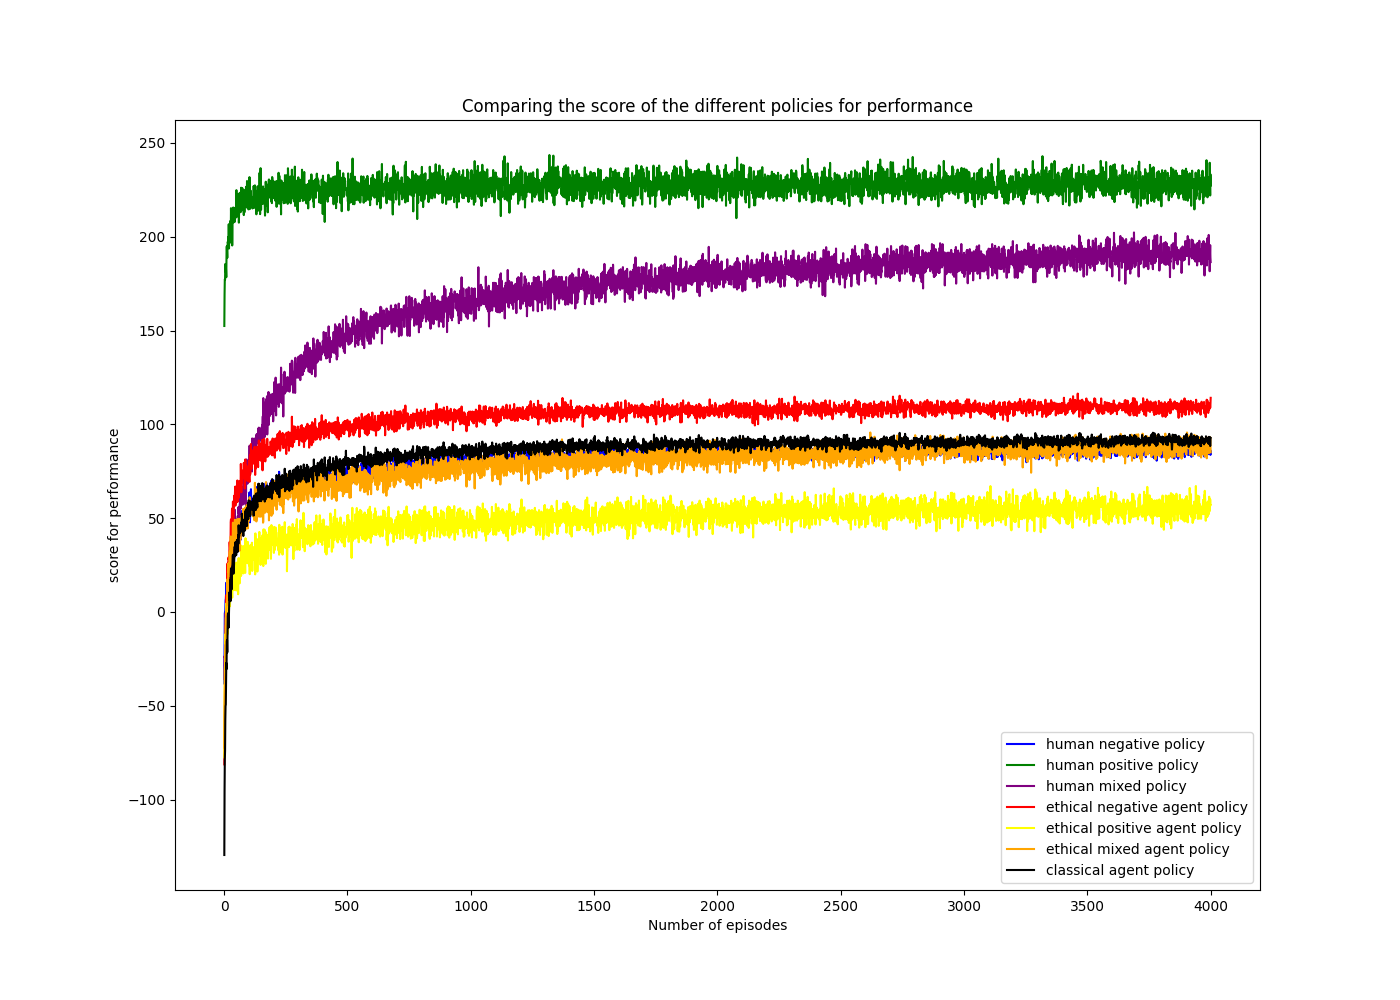 Comparing the score of the different policies for performance
250
200
150
100
50
0
−50
−100
score for performance
0
500
1000
1500
2000
2500
3000
3500
4000
Number of episodes
human negative policy
human positive policy
human mixed policy
ethical negative agent policy
ethical positive agent policy
ethical mixed agent policy
classical agent policy